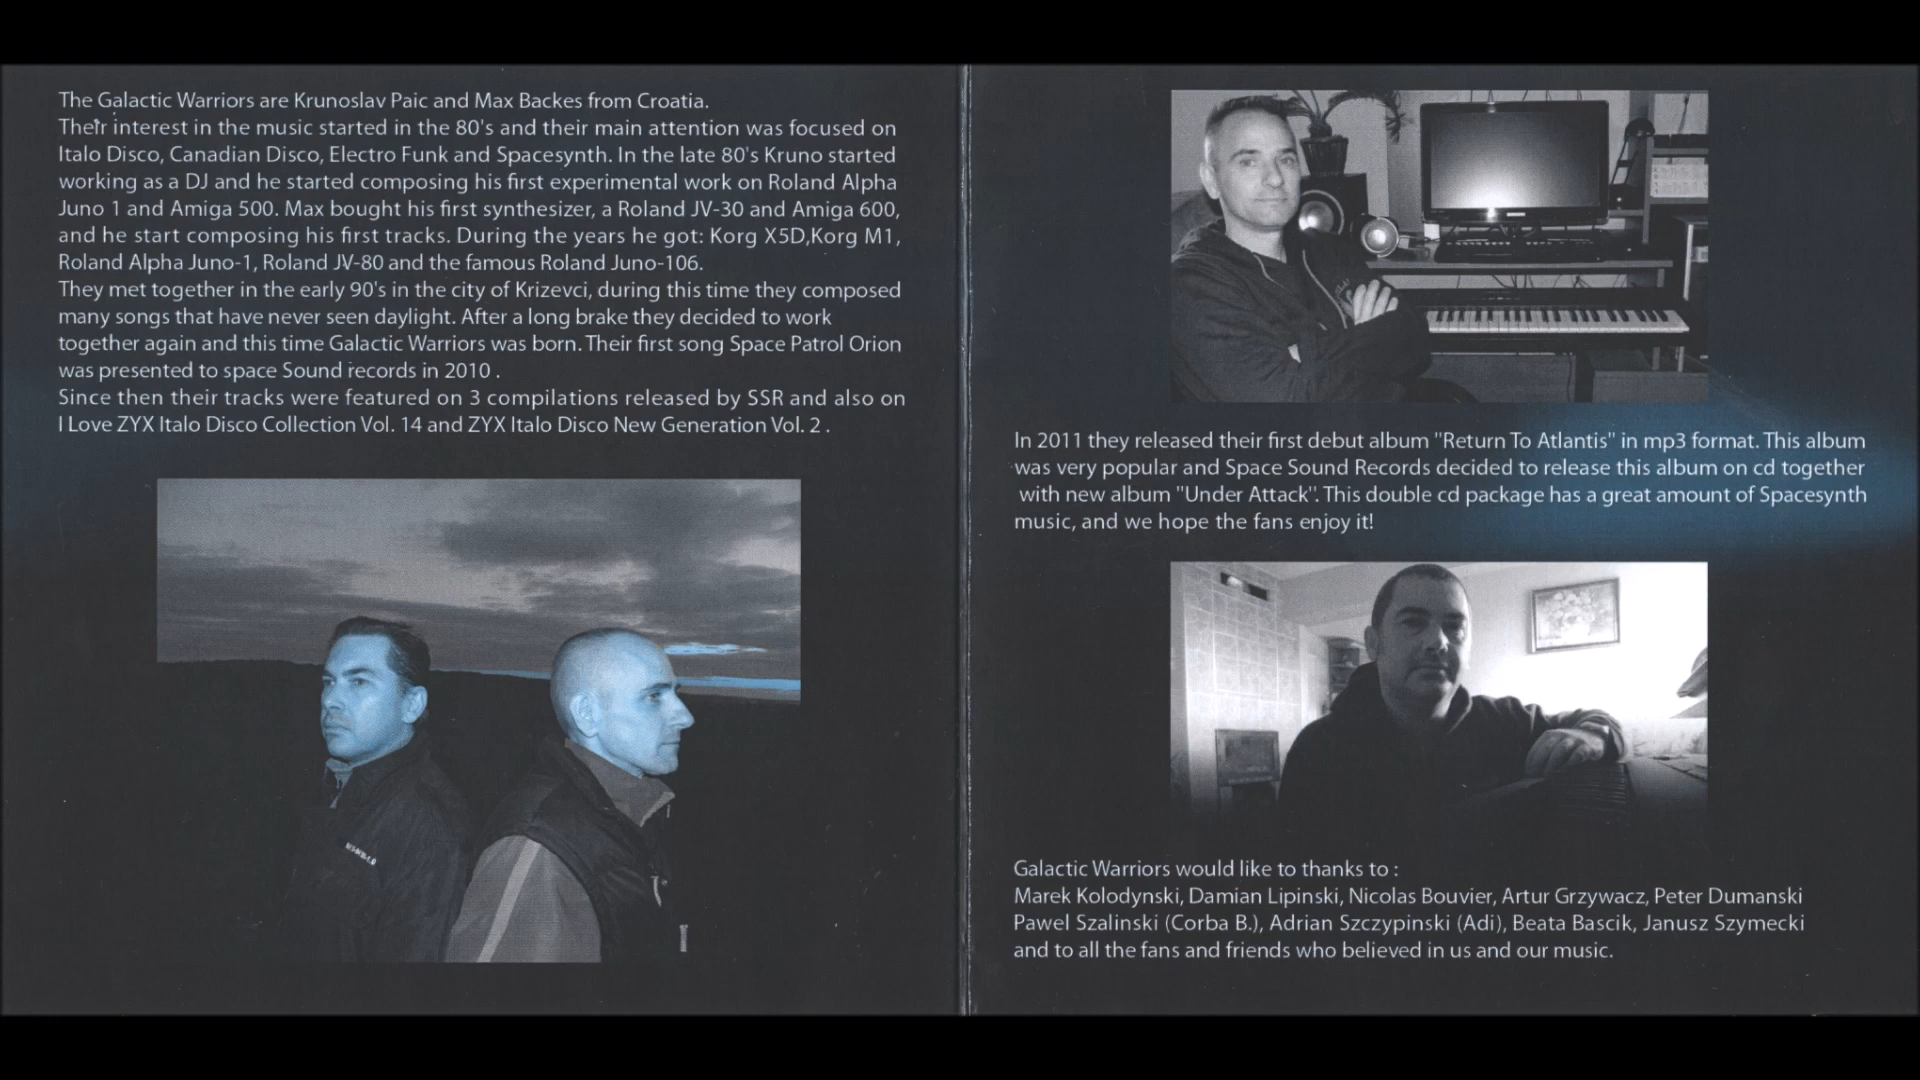 The Galactic Warriors are Krunoslav Paic and Max Backes from Croatia.
Their interest in the music started in the 80's and their main attention was focused on
Italo Disco, Canadian Disco, Electro Funk and Spacesynth. In the late 80's Kruno started
working as a DJ and he started composing his first experimental work on Roland Alpha
Juno 1 and Amiga 500. Max bought his first synthesizer, a Roland JV-30 and Amiga 600,
and he start composing his first tracks. During the years he got: Korg X5D,Korg M1,
Roland Alpha Juno-1, Roland JV-80 and the famous Roland Juno-106.
They met together in the early 90's in the city of Krizevci, during this time they composed
many songs that have never seen daylight. After a long brake they decided to work
together again and this time Galactic Warriors was born. Their first song Space Patrol Orion
was presented to space Sound records in 2010 .
Since then their tracks were featured on 3 compilations released by SSR and also on
I Love ZYX Italo Disco Collection Vol. 14 and ZYX Italo Disco New Generation Vol. 2 .
In 2011 they released their first debut album "Return To Atlantis" in mp3 format. This album
was very popular and Space Sound Records decided to release this album on cd together
with new album "Under Attack". This double cd package has a great amount of Spacesynth
music, and we hope the fans enjoy it!
Galactic Warriors would like to thanks to :
Marek Kolodynski, Damian Lipinski, Nicolas Bouvier, Artur Grzywacz, Peter Dumanski
Pawel Szalinski (Corba B.), Adrian Szczypinski (Adi), Beata Bascik, Janusz Szymecki
and to all the fans and friends who believed in us and our music.